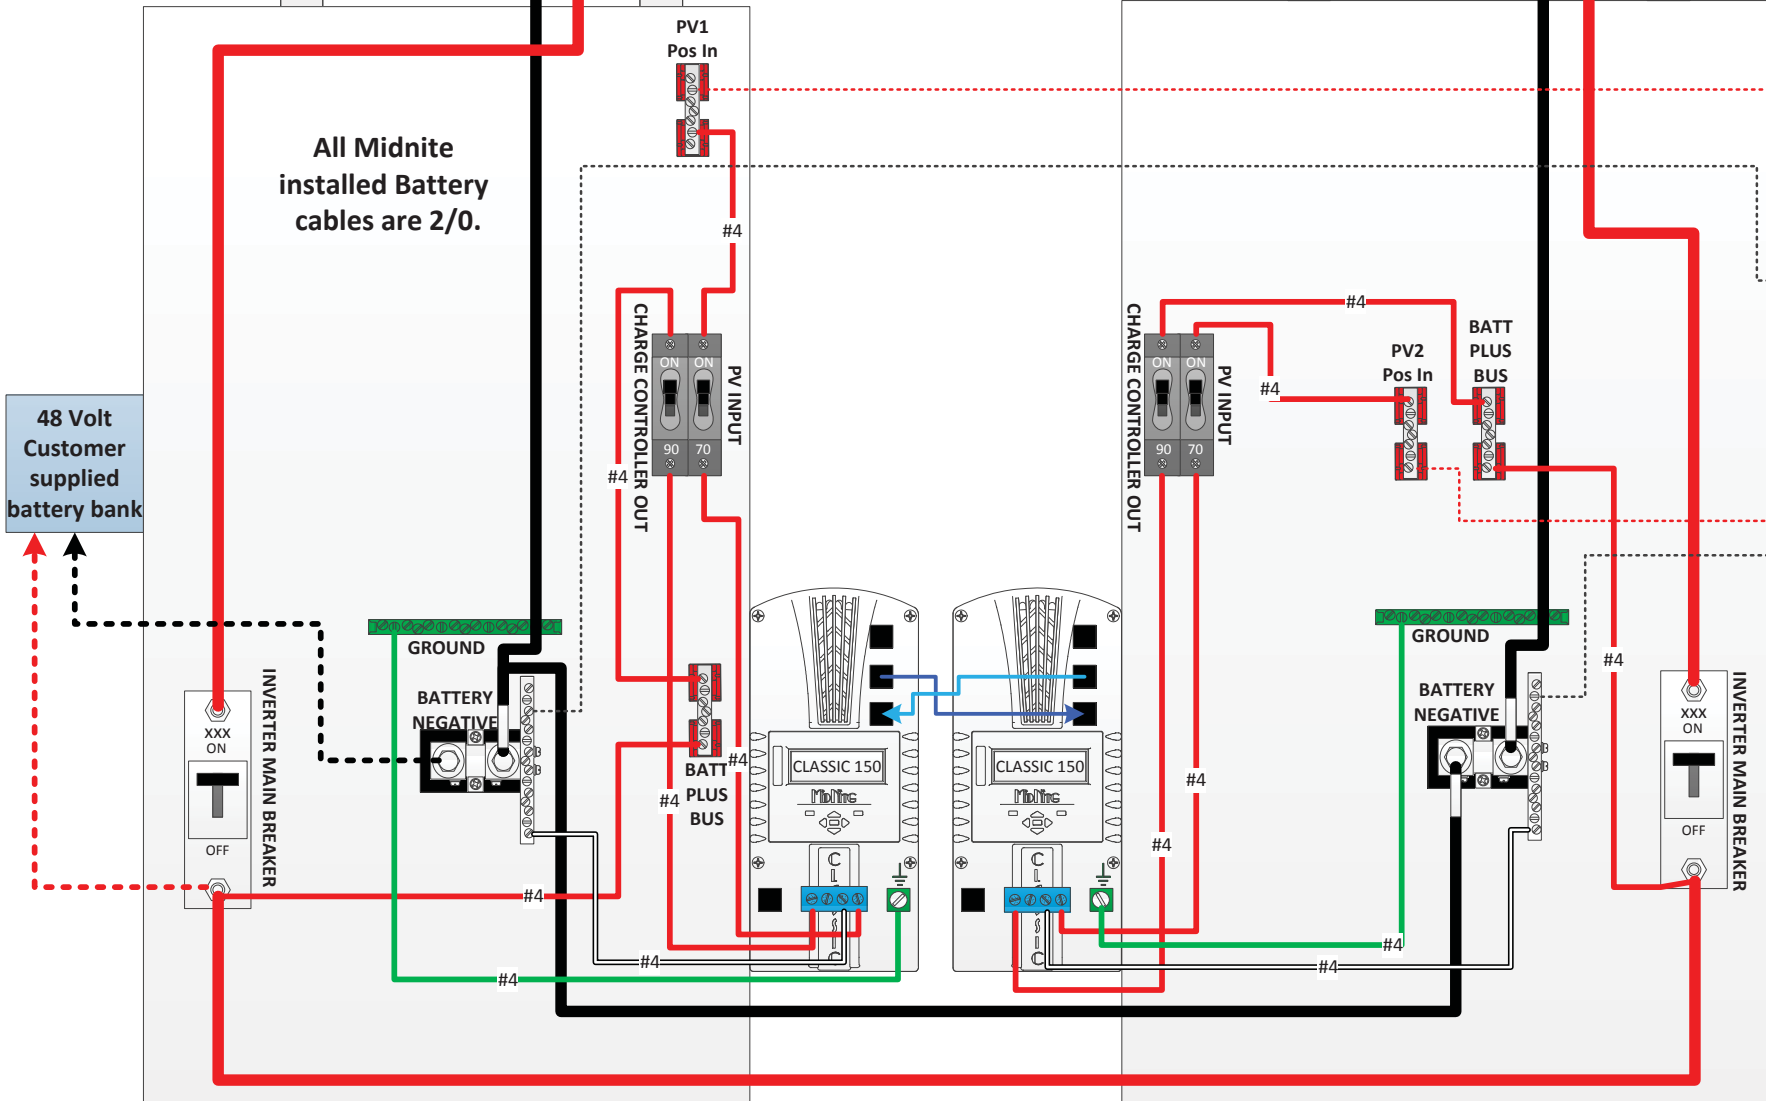 PV1
Pos In
All Midnite
installed Battery
cables are 2/0.
#4
CHARGE CONTROLLER OUT
ON
ON
90
70
PV INPUT
#4
48 Volt
Customer
supplied
battery bank
GROUND
BATTERY
NEGATIVE
INVERTER MAIN BREAKER
XXX
ON
OFF
BATT
PLUS
BUS
#4
#4
#4
#4
#4
CLASSIC 150
MidNite
CLASSIC
CLASSIC 150
MidNite
CLASSIC
CHARGE CONTROLLER OUT
ON
ON
90
70
PV INPUT
#4
#4
PV2
Pos In
BATT
PLUS
BUS
#4
#4
#4
#4
#4
GROUND
BATTERY
NEGATIVE
XXX
ON
OFF
INVERTER MAIN BREAKER